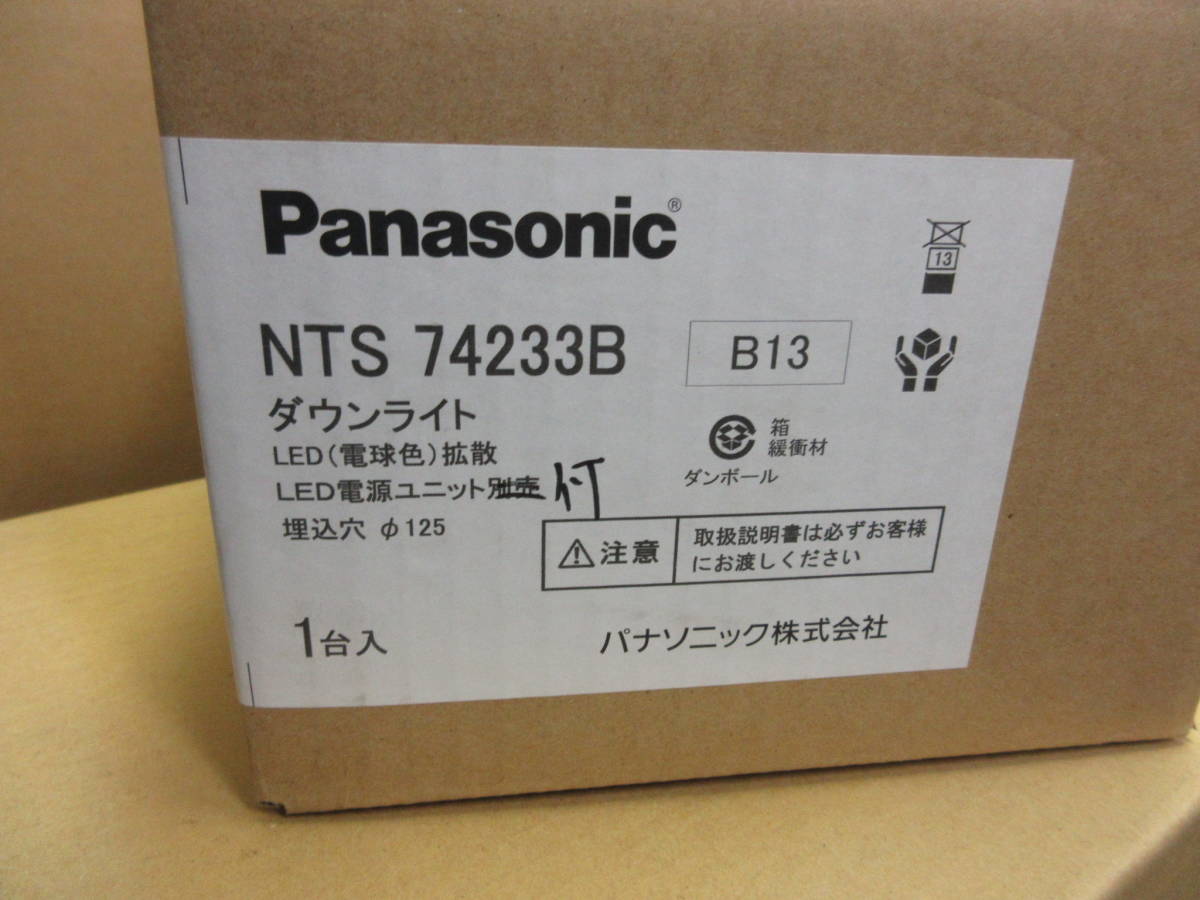 Panasonic®
13
NTS 74233B
B13
ダウンライト
LED(電球色)拡散
LED電源ユニット別売 付
埋込穴 φ125
箱
緩衝材
ダンボール
注意
取扱説明書は必ずお客様
にお渡しください
1台入
パナソニック株式会社